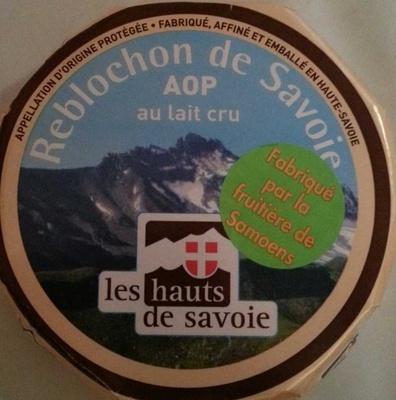 APPELLATION D'ORIGINE PROTÉGÉE • FABRIQUÉ, AFFINÉ ET EMBALLÉ EN HAUTE-SAVOIE
Reblochon de Savoie
AOP
au lait cru
Fabriqué
par la
fruitière de
Samoens
les hauts
de savoie